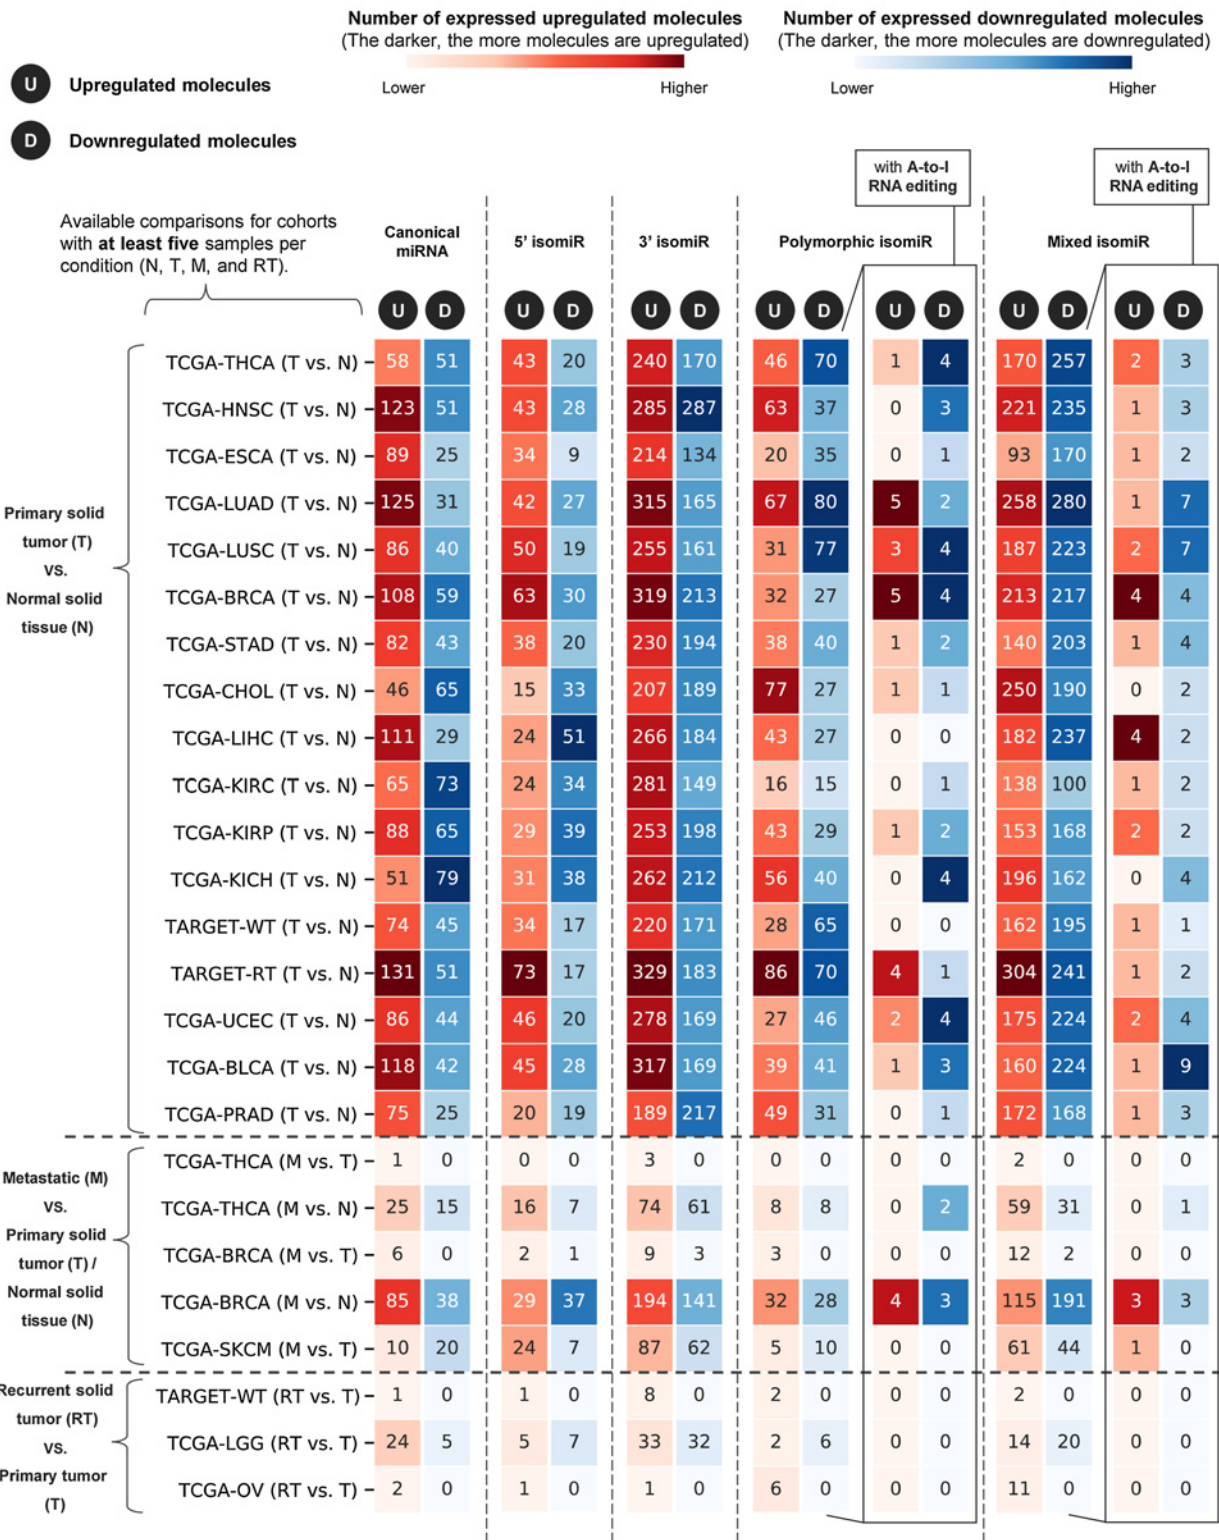 Number of expressed upregulated molecules
(The darker, the more molecules are upregulated)
Lower Higher
Number of expressed downregulated molecules
(The darker, the more molecules are downregulated)
Lower Higher
U Upregulated molecules
D Downregulated molecules
with A-to-I
RNA editing
with A-to-I
RNA editing
Available comparisons for cohorts
with at least five samples per
condition (N, T, M, and RT).
Canonical
miRNA
5' isomiR
3' isomiR
Polymorphic isomiR
Mixed isomiR
U D U D U D U D U D U D U D
Primary solid
tumor (T)
vs.
Normal solid
tissue (N)
TCGA-THCA (T vs. N) 58 51 43 20 240 170 46 70 1 4 170 257 2 3
TCGA-HNSC (T vs. N) 123 51 43 28 285 287 63 37 0 3 221 235 1 3
TCGA-ESCA (T vs. N) 89 25 34 9 214 134 20 35 0 1 93 170 1 2
TCGA-LUAD (T vs. N) 125 31 42 27 315 165 67 80 5 2 258 280 1 7
TCGA-LUSC (T vs. N) 86 40 50 19 255 161 31 77 3 4 187 223 2 7
TCGA-BRCA (T vs. N) 108 59 63 30 319 213 32 27 5 4 213 217 4 4
TCGA-STAD (T vs. N) 82 43 38 20 230 194 38 40 1 2 140 203 1 4
TCGA-CHOL (T vs. N) 46 65 15 33 207 189 77 27 1 1 250 190 0 2
TCGA-LIHC (T vs. N) 111 29 24 51 266 184 43 27 0 0 182 237 4 2
TCGA-KIRC (T vs. N) 65 73 24 34 281 149 16 15 0 1 138 100 1 2
TCGA-KIRP (T vs. N) 88 65 29 39 253 198 43 29 1 2 153 168 2 2
TCGA-KICH (T vs. N) 51 79 31 38 262 212 56 40 0 4 196 162 0 4
TARGET-WT (T vs. N) 74 45 34 17 220 171 28 65 0 0 162 195 1 1
TARGET-RT (T vs. N) 131 51 73 17 329 183 86 70 4 1 304 241 1 2
TCGA-UCEC (T vs. N) 86 44 46 20 278 169 27 46 2 4 175 224 2 4
TCGA-BLCA (T vs. N) 118 42 45 28 317 169 39 41 1 3 160 224 1 9
TCGA-PRAD (T vs. N) 75 25 20 19 189 217 49 31 0 1 172 168 1 3
Metastatic (M)
vs.
Primary solid
tumor (T) /
Normal solid
tissue (N)
TCGA-THCA (M vs. T) 1 0 0 0 3 0 0 0 0 0 2 0 0 0
TCGA-THCA (M vs. N) 25 15 16 7 74 61 8 8 0 2 59 31 0 1
TCGA-BRCA (M vs. T) 6 0 2 1 9 3 3 0 0 0 12 2 0 0
TCGA-BRCA (M vs. N) 85 38 29 37 194 141 32 28 4 3 115 191 3 3
TCGA-SKCM (M vs. T) 10 20 24 7 87 62 5 10 0 0 61 44 1 0
Recurrent solid
tumor (RT)
vs.
Primary tumor
(T)
TARGET-WT (RT vs. T) 1 0 1 0 8 0 2 0 0 0 2 0 0 0
TCGA-LGG (RT vs. T) 24 5 5 7 33 32 2 6 0 0 14 20 0 0
TCGA-OV (RT vs. T) 2 0 1 0 1 0 6 0 0 0 11 0 0 0